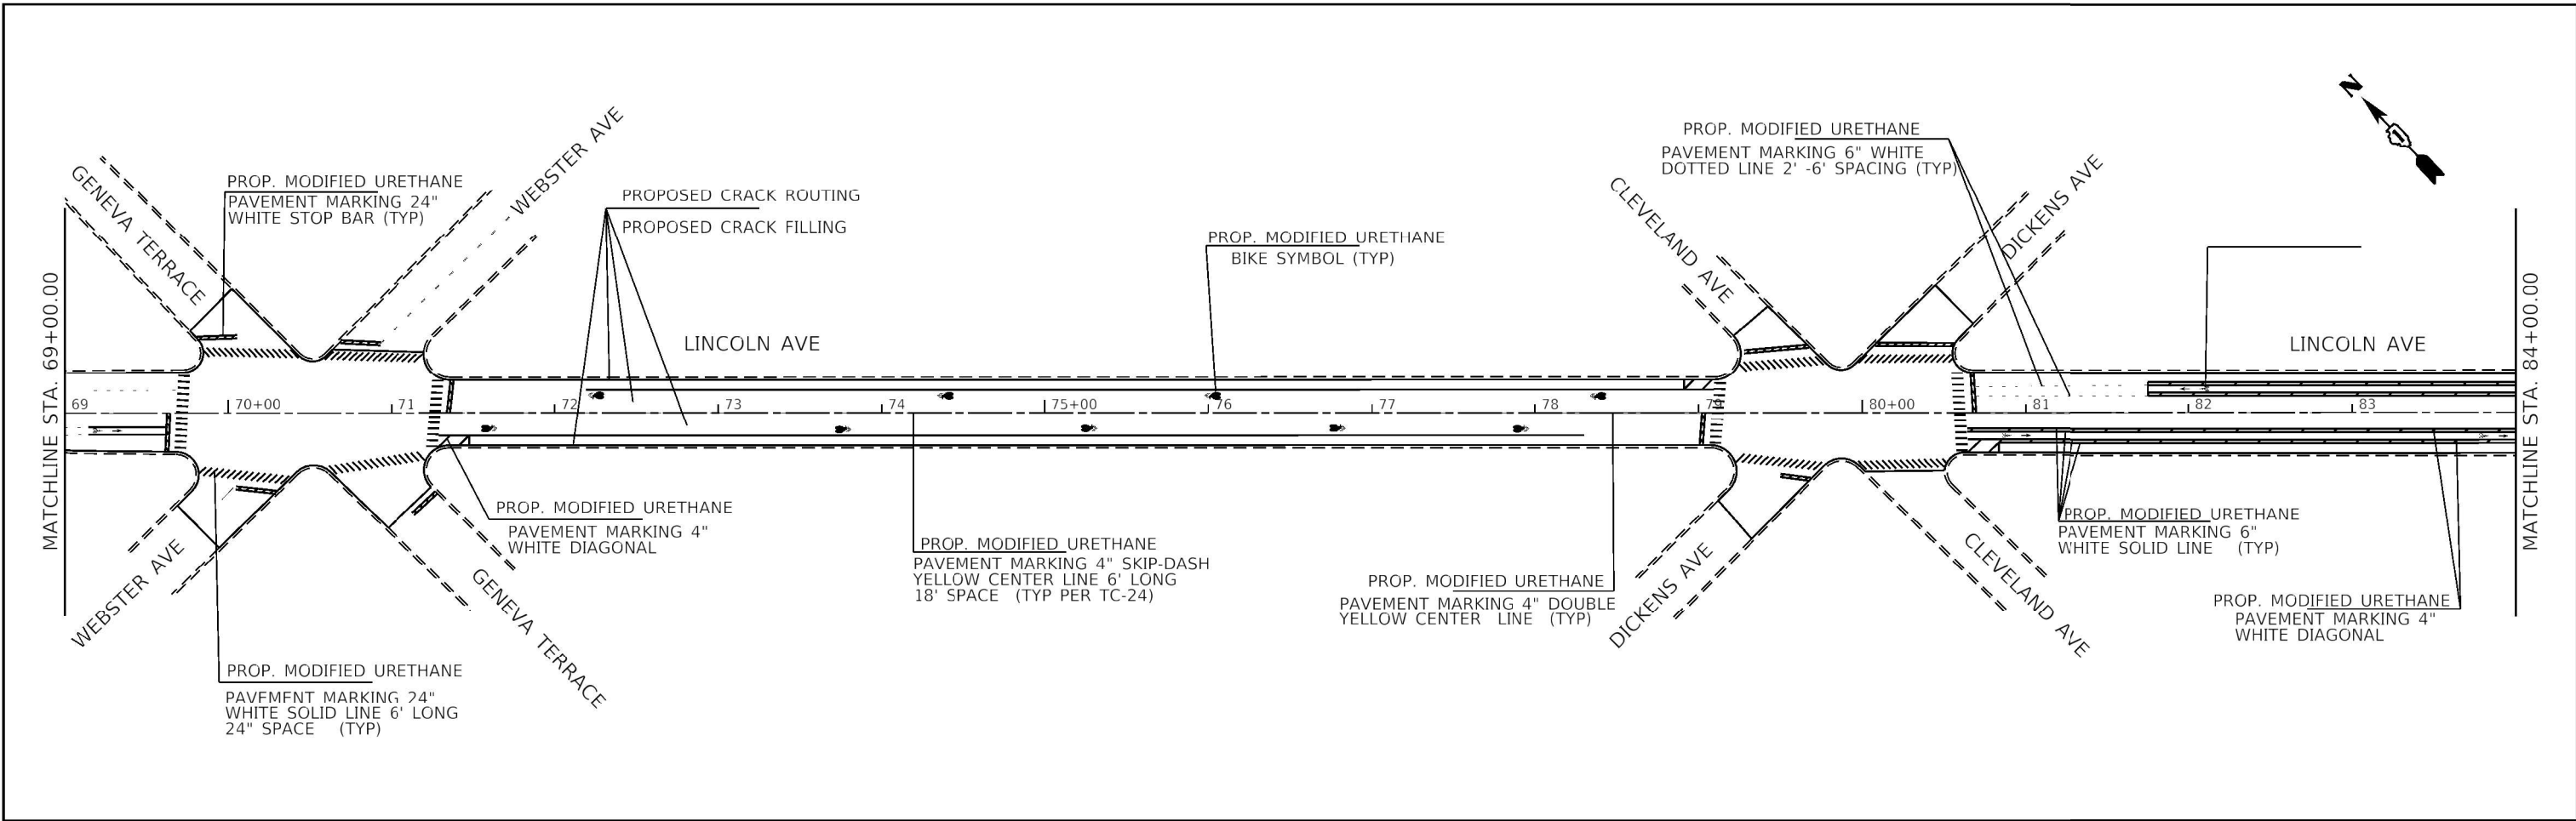 N
GENEVA TERRACE
WEBSTER AVE
PROP. MODIFIED URETHANE
PAVEMENT MARKING 24"
WHITE STOP BAR (TYP)
PROPOSED CRACK ROUTING
PROPOSED CRACK FILLING
PROP. MODIFIED URETHANE
BIKE SYMBOL (TYP)
PROP. MODIFIED URETHANE
PAVEMENT MARKING 6" WHITE
DOTTED LINE 2' -6' SPACING (TYP)
CLEVELAND AVE
DICKENS AVE
LINCOLN AVE
LINCOLN AVE
MATCHLINE STA. 69+00.00
69
70+00
71
72
73
74
75+00
76
77
78
79
80+00
81
82
83
MATCHLINE STA. 84+00.00
WEBSTER AVE
GENEVA TERRACE
PROP. MODIFIED URETHANE
PAVEMENT MARKING 4"
WHITE DIAGONAL
PROP. MODIFIED URETHANE
PAVEMENT MARKING 4" SKIP-DASH
YELLOW CENTER LINE 6' LONG
18' SPACE (TYP PER TC-24)
PROP. MODIFIED URETHANE
PAVEMENT MARKING 4" DOUBLE
YELLOW CENTER LINE (TYP)
DICKENS AVE
CLEVELAND AVE
PROP. MODIFIED URETHANE
PAVEMENT MARKING 6"
WHITE SOLID LINE (TYP)
PROP. MODIFIED URETHANE
PAVEMENT MARKING 4"
WHITE DIAGONAL
PROP. MODIFIED URETHANE
PAVEMENT MARKING 24"
WHITE SOLID LINE 6' LONG
24" SPACE (TYP)